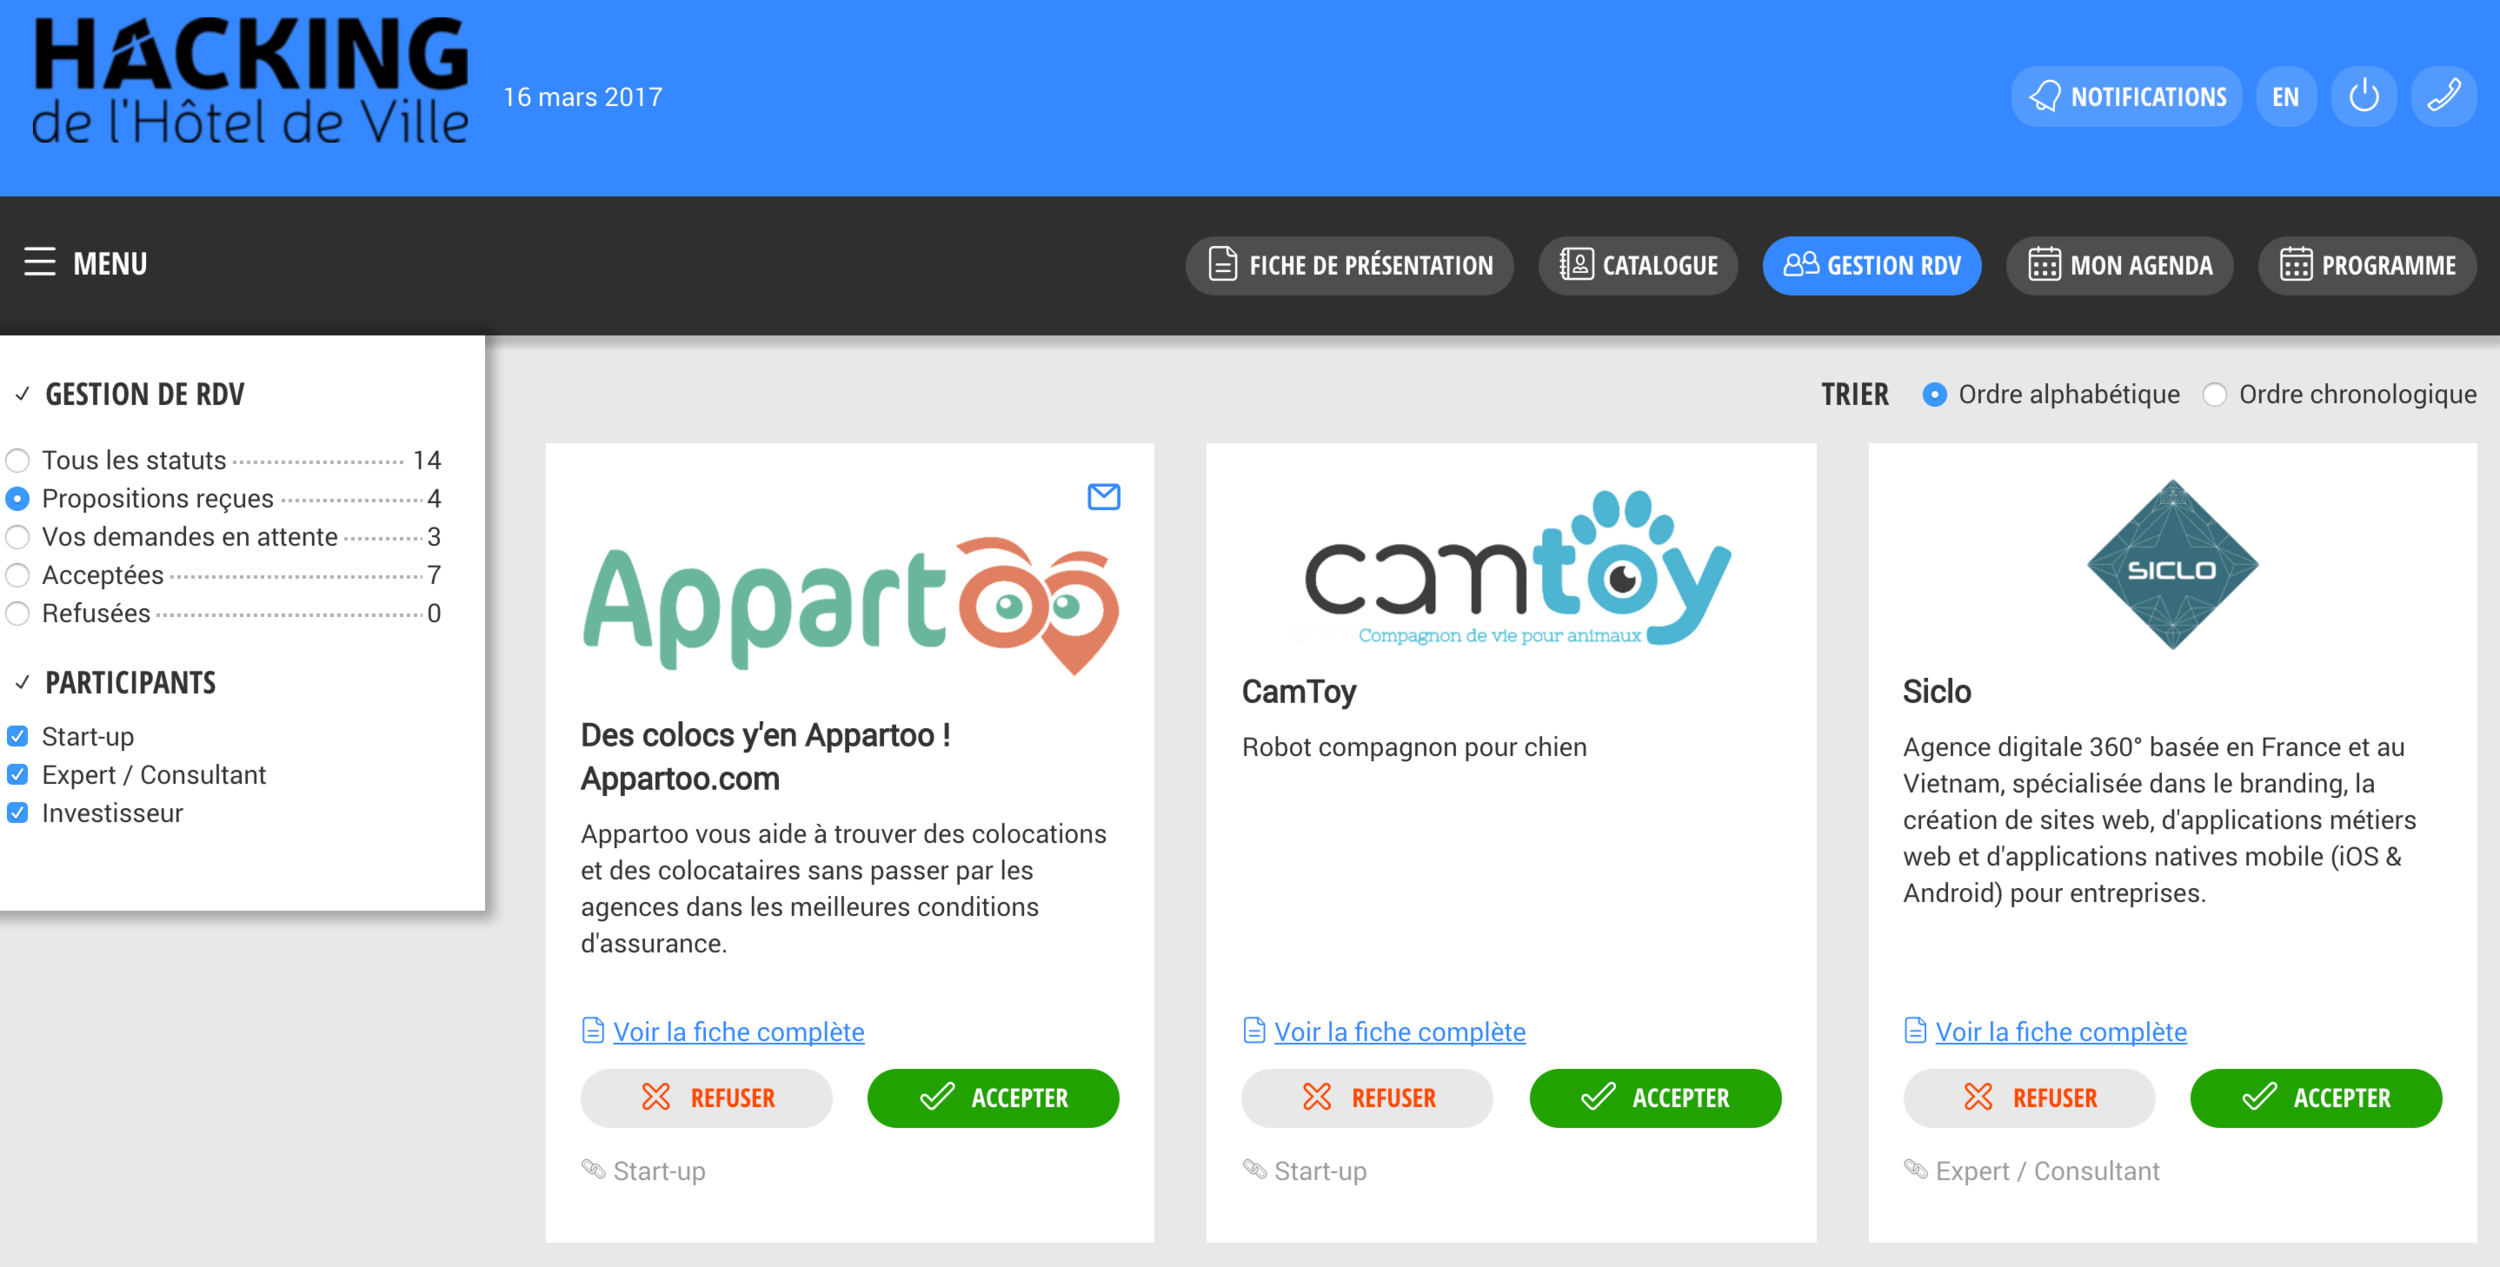 HACKING
de l'Hôtel de Ville
16 mars 2017
NOTIFICATIONS
EN
MENU
FICHE DE PRÉSENTATION
CATALOGUE
GESTION RDV
MON AGENDA
PROGRAMME
GESTION DE RDV
Tous les statuts 14
Propositions reçues 4
Vos demandes en attente 3
Acceptées 7
Refusées 0
PARTICIPANTS
Start-up
Expert / Consultant
Investisseur
TRIER Ordre alphabétique Ordre chronologique
Appartoo
Des colocs y'en Appartoo !
Appartoo.com
Appartoo vous aide à trouver des colocations
et des colocataires sans passer par les
agences dans les meilleures conditions
d'assurance.
Voir la fiche complète
REFUSER ACCEPTER
Start-up
camtoy
Compagnon de vie pour animaux
CamToy
Robot compagnon pour chien
Voir la fiche complète
REFUSER ACCEPTER
Start-up
SICLO
Siclo
Agence digitale 360° basée en France et au
Vietnam, spécialisée dans le branding, la
création de sites web, d'applications métiers
web et d'applications natives mobile (iOS &
Android) pour entreprises.
Voir la fiche complète
REFUSER ACCEPTER
Expert / Consultant